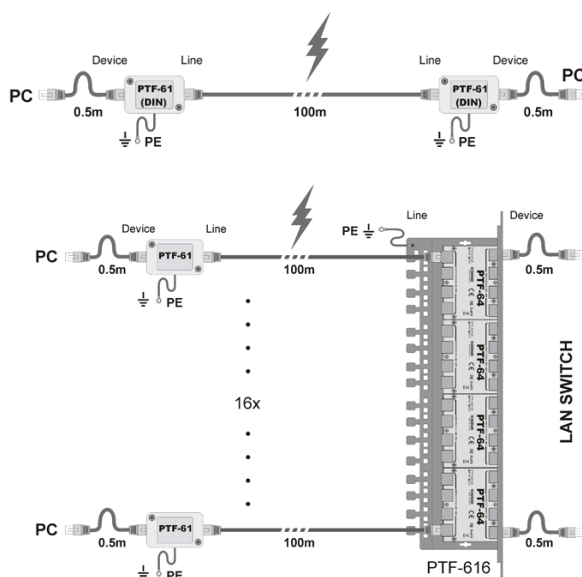 Device
Line
Line
Device
PC
PTF-61
(DIN)
PTF-61
(DIN)
PC
0.5m
100m
0.5m
PE
PE
Device
Line
Line
Device
PE
PC
PTF-61
0.5m
100m
0.5m
PE
PTF-64
PTF-64
PTF-64
PTF-64
16x
LAN SWITCH
PC
PTF-61
0.5m
100m
0.5m
PE
PTF-616